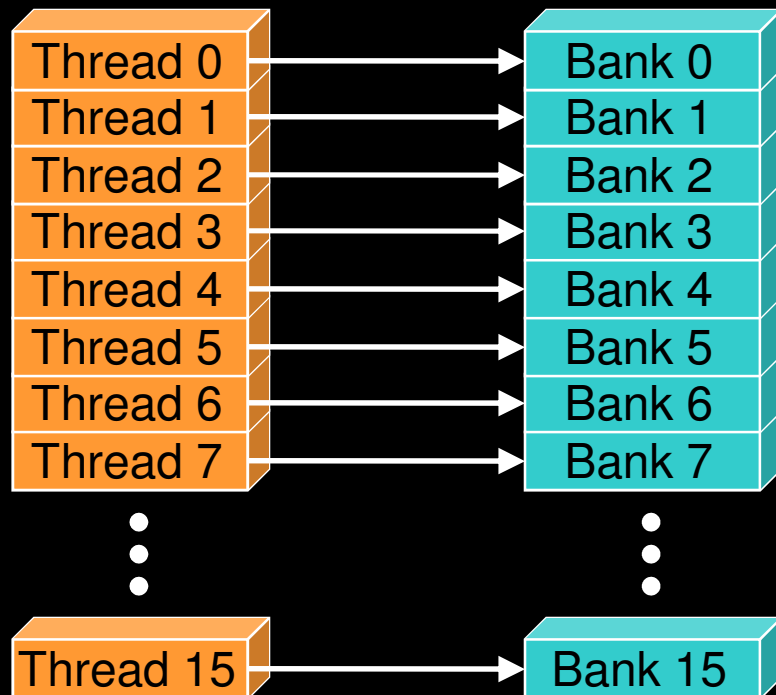 Thread 0
Bank 0
Thread 1
Bank 1
Thread 2
Bank 2
Thread 3
Bank 3
Thread 4
Bank 4
Thread 5
Bank 5
Thread 6
Bank 6
Thread 7
Bank 7
Thread 15
Bank 15